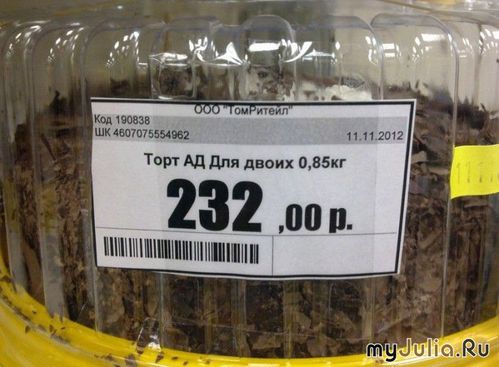 ООО "ТомРитейл"
Код 190838
ШК 4607075554962 11.11.2012
Торт АД Для двоих 0,85кг
232 ,00 р.
myJulia.Ru